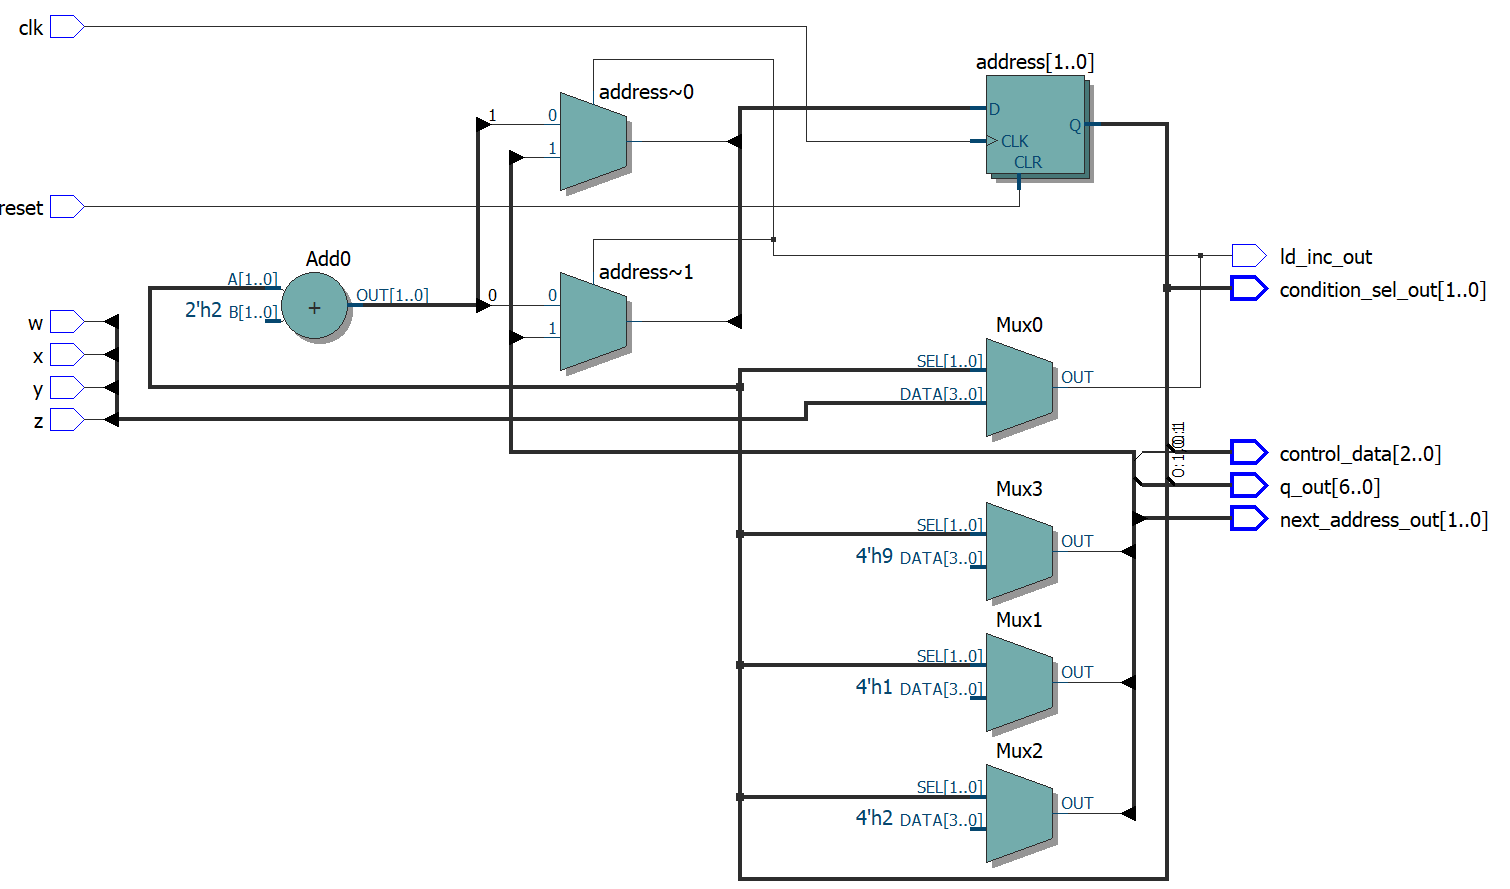 clk
address[1..0]
address~0
1
0
D
Q
1
CLK
CLR
reset
Add0
address~1
ld_inc_out
A[1..0]
OUT[1..0]
0
0
condition_sel_out[1..0]
2'h2 B[1..0]
+
w
1
Mux0
x
SEL[1..0]
OUT
y
DATA[3..0]
z
control_data[2..0]
q_out[6..0]
Mux3
next_address_out[1..0]
SEL[1..0]
OUT
4'h9 DATA[3..0]
Mux1
SEL[1..0]
OUT
4'h1 DATA[3..0]
Mux2
SEL[1..0]
OUT
4'h2 DATA[3..0]